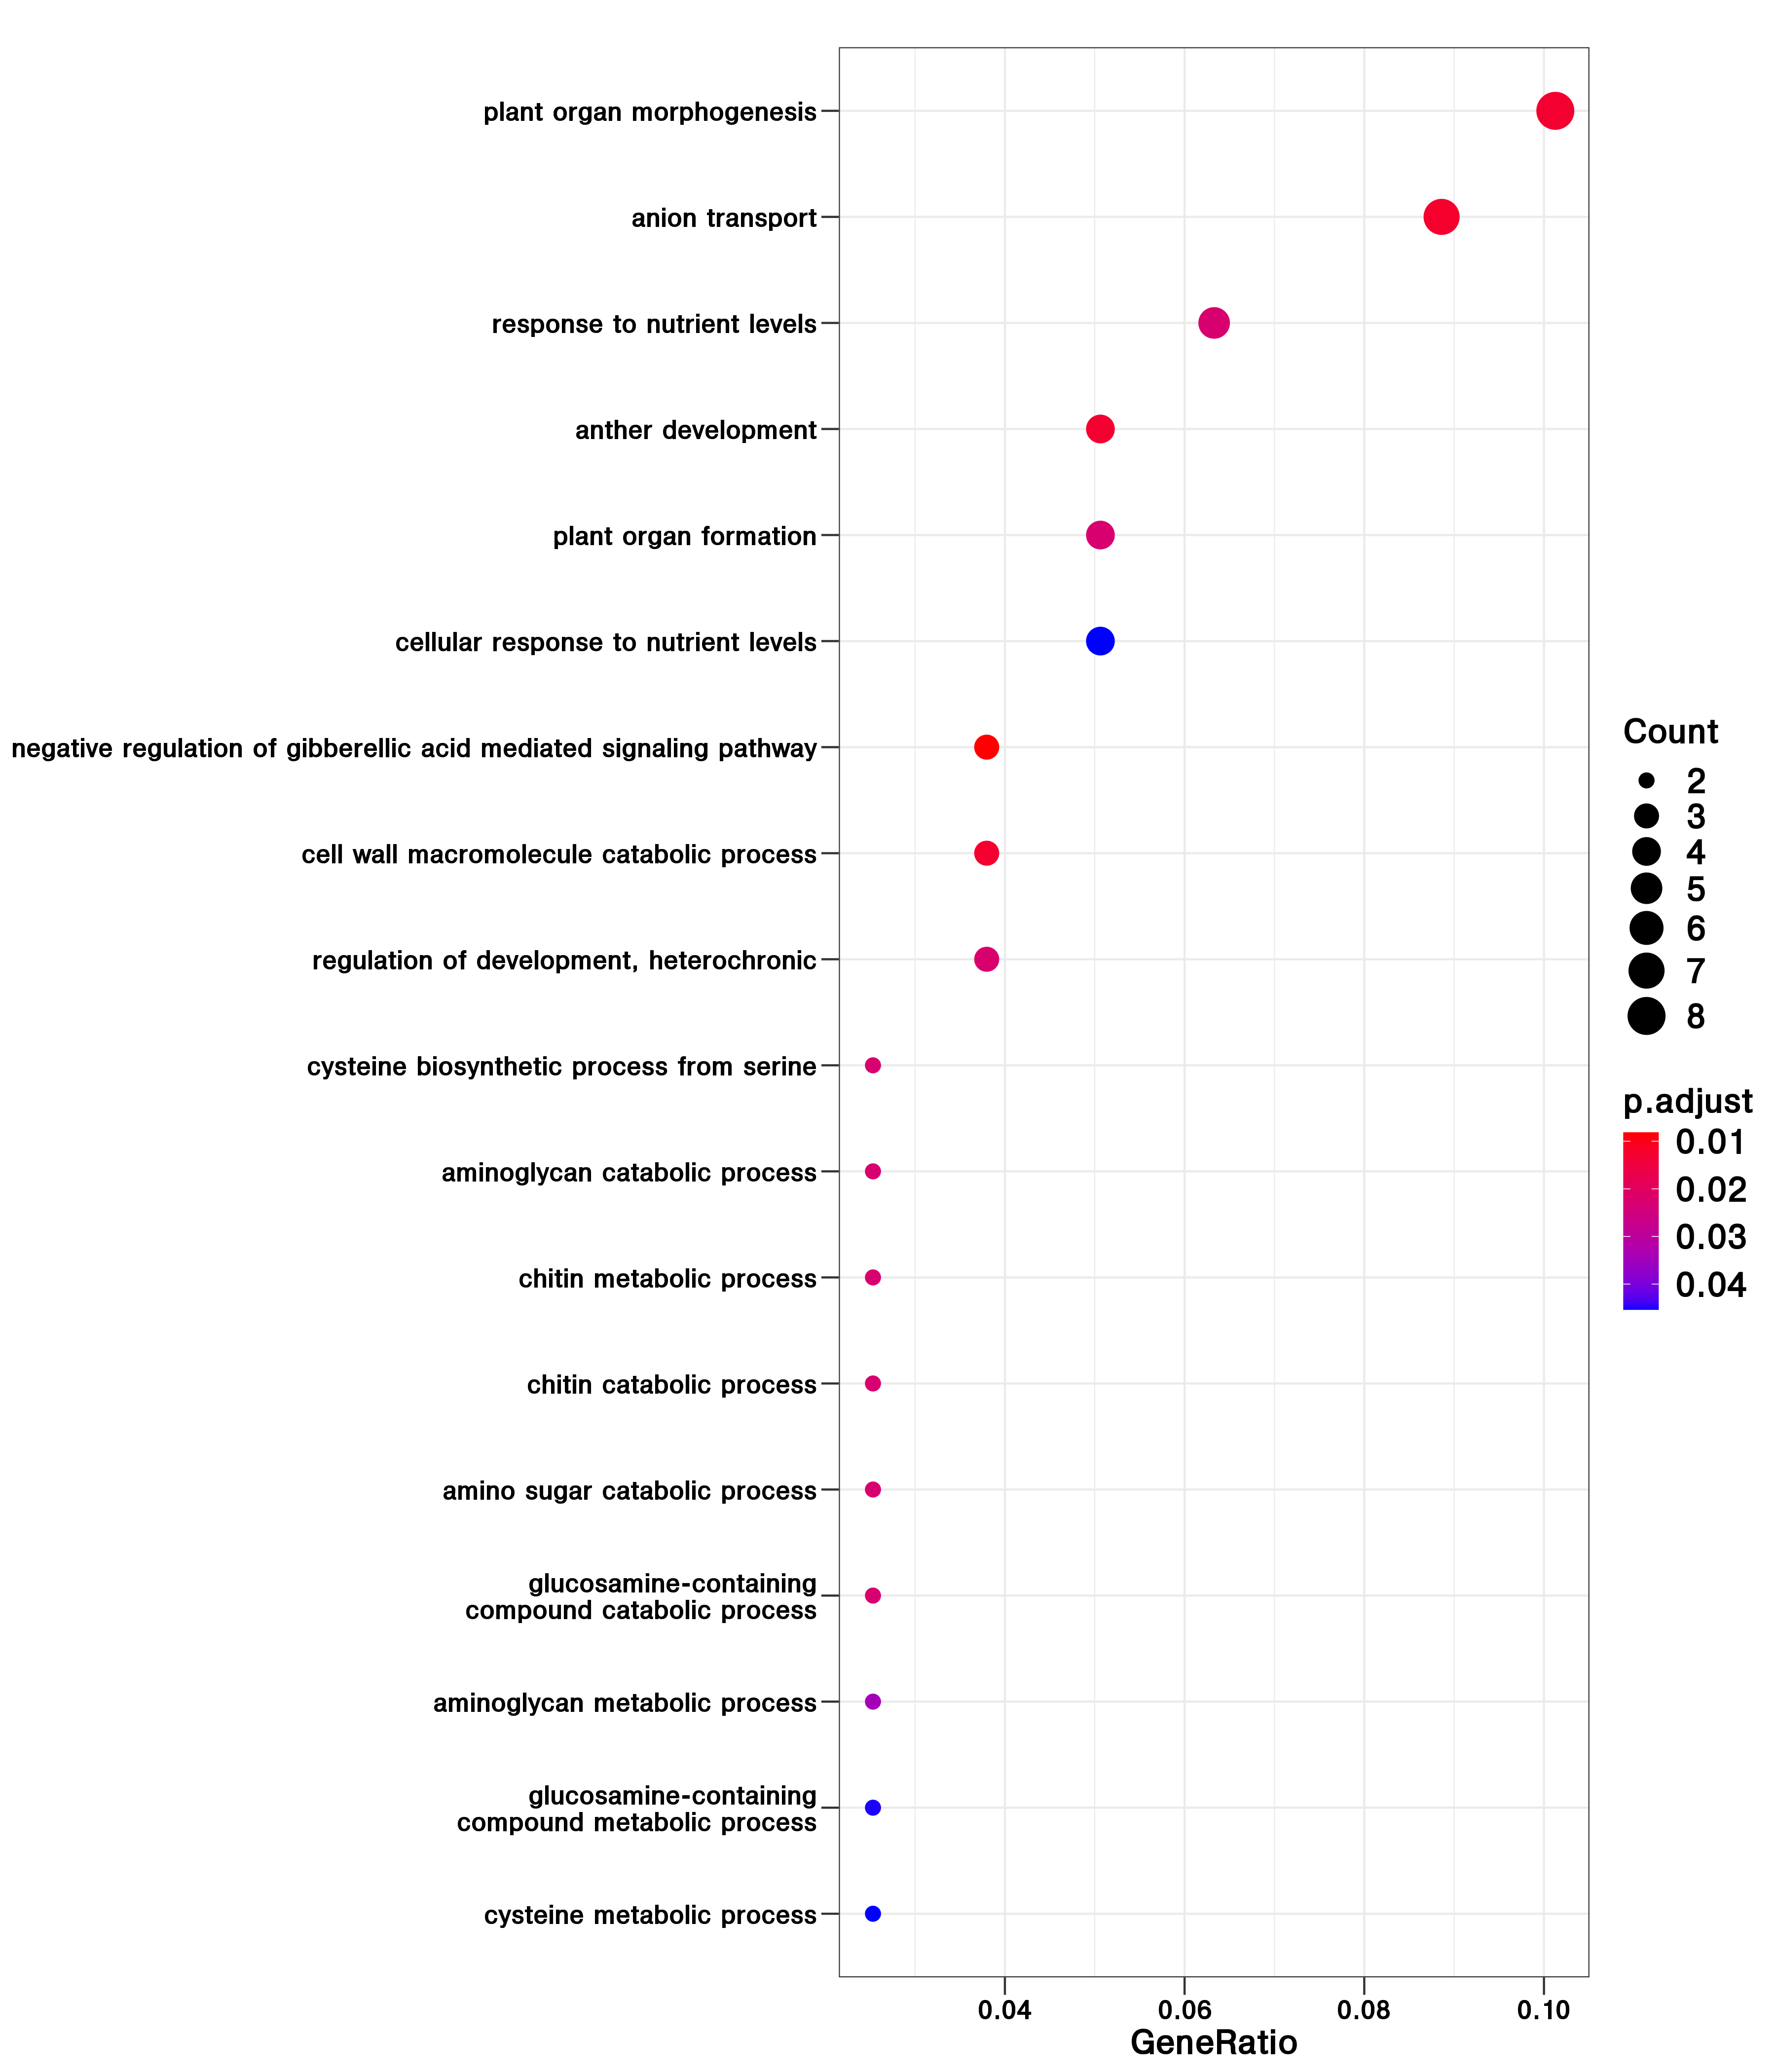 plant organ morphogenesis
anion transport
response to nutrient levels
anther development
plant organ formation
cellular response to nutrient levels
negative regulation of gibberellic acid mediated signaling pathway
cell wall macromolecule catabolic process
regulation of development, heterochronic
cysteine biosynthetic process from serine
aminoglycan catabolic process
chitin metabolic process
chitin catabolic process
amino sugar catabolic process
glucosamine-containing
compound catabolic process
aminoglycan metabolic process
glucosamine-containing
compound metabolic process
cysteine metabolic process
0.04 0.06 0.08 0.10
GeneRatio
Count
2
3
4
5
6
7
8
p.adjust
0.01
0.02
0.03
0.04